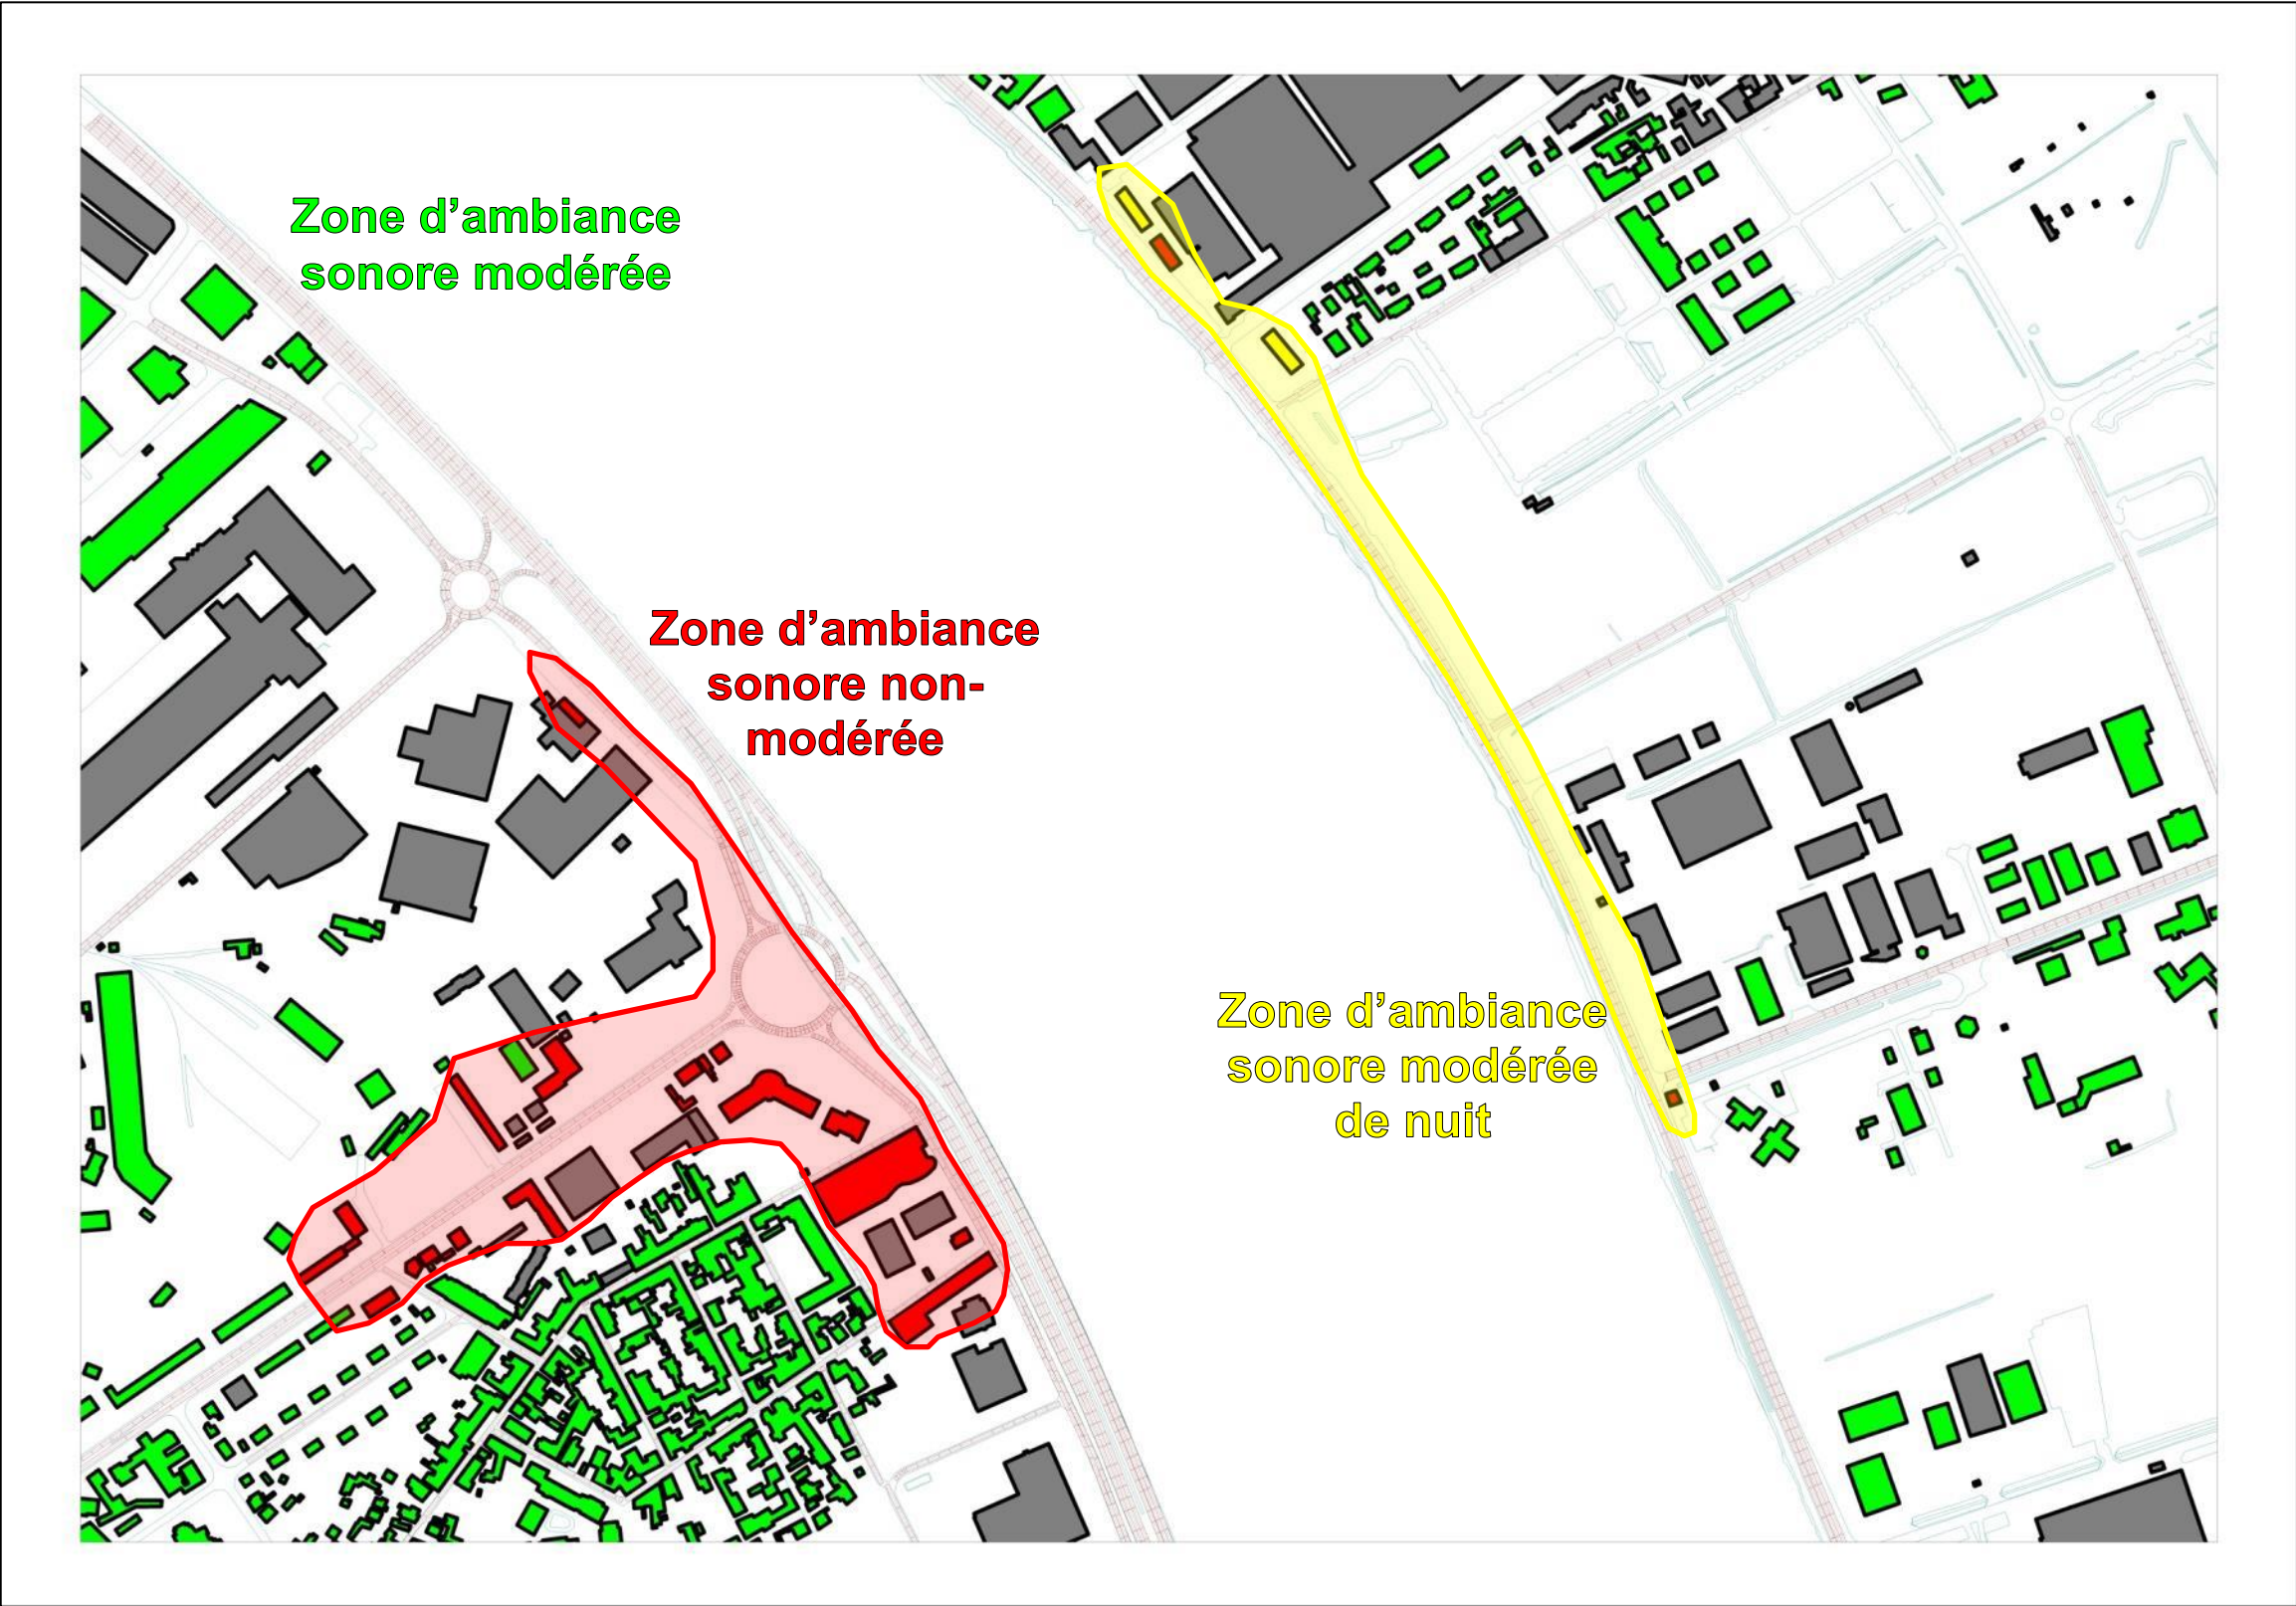 Zone d’ambiance
sonore modérée
Zone d’ambiance
sonore non-
modérée
Zone d’ambiance
sonore modérée
de nuit